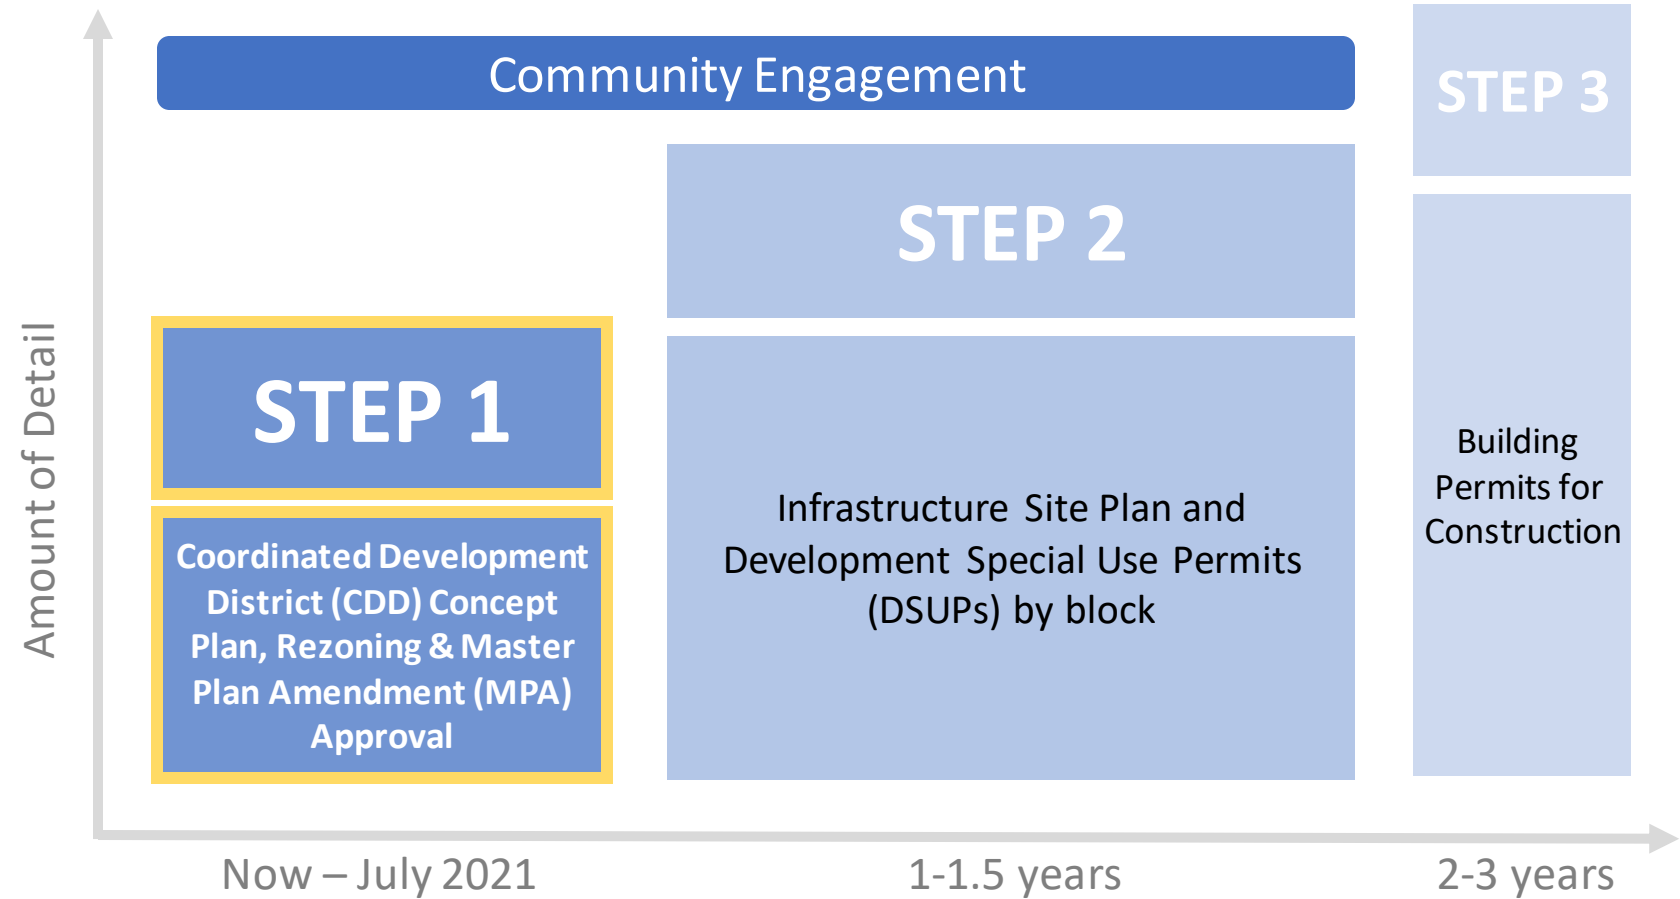 Community Engagement
STEP 3
STEP 2
STEP 1
Amount of Detail
Coordinated Development
District (CDD) Concept
Plan, Rezoning & Master
Plan Amendment (MPA)
Approval
Infrastructure Site Plan and
Development Special Use Permits
(DSUPs) by block
Building
Permits for
Construction
Now – July 2021
1-1.5 years
2-3 years